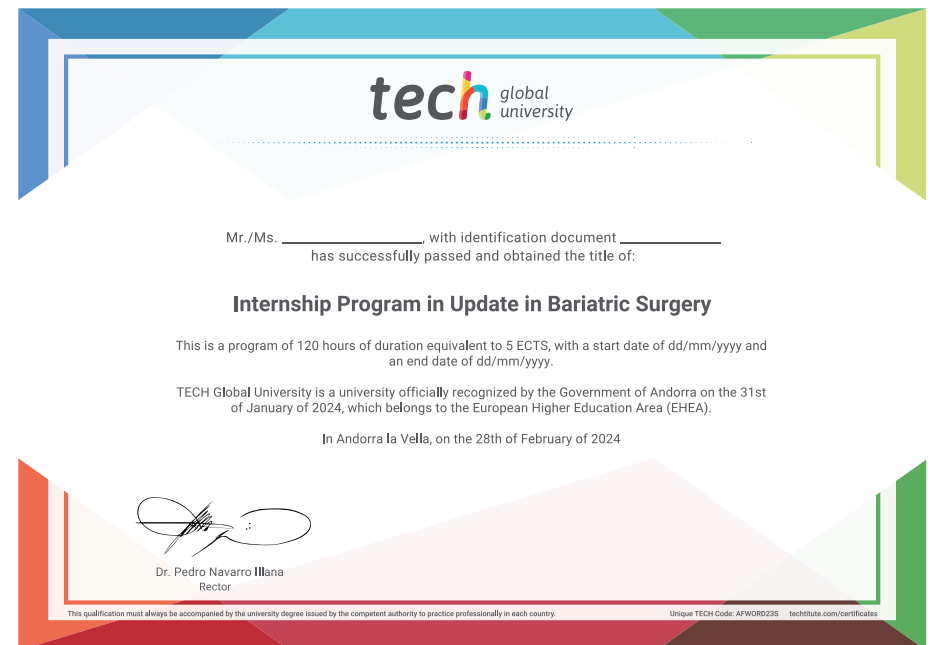 tech global
university
Mr./Ms. ____________________, with identification document ______________
has successfully passed and obtained the title of:
Internship Program in Update in Bariatric Surgery
This is a program of 120 hours of duration equivalent to 5 ECTS, with a start date of dd/mm/yyyy and
an end date of dd/mm/yyyy.
TECH Global University is a university officially recognized by the Government of Andorra on the 31st
of January of 2024, which belongs to the European Higher Education Area (EHEA).
In Andorra la Vella, on the 28th of February of 2024
Dr. Pedro Navarro Illana
Rector
This qualification must always be accompanied by the university degree issued by the competent authority to practice professionally in each country. Unique TECH Code: AFWORD23S techtitute.com/certificates